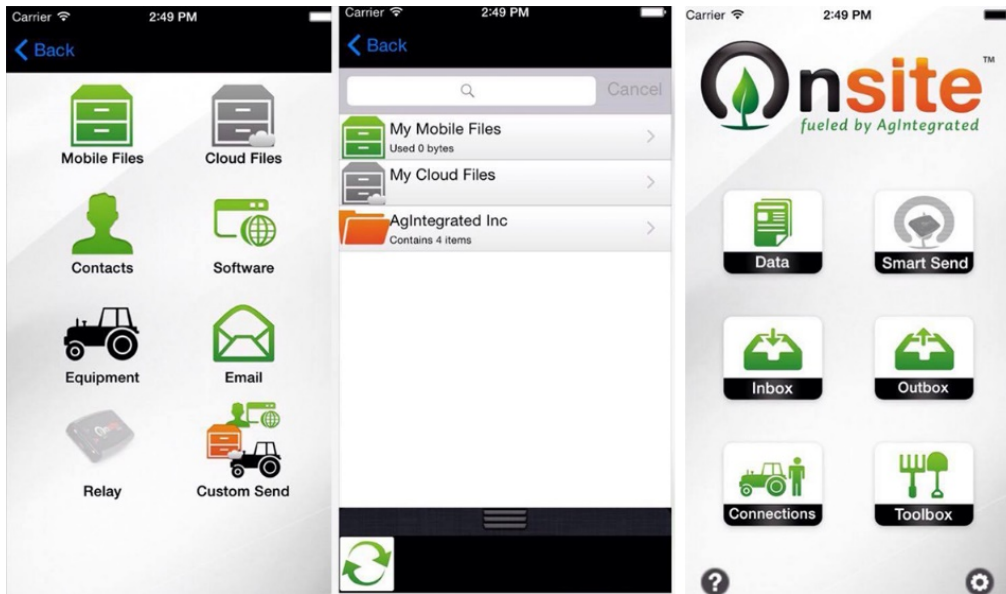 Carrier 2:49 PM
Back
Mobile Files Cloud Files
Contacts Software
Equipment Email
Relay Custom Send
Carrier 2:49 PM
Back
Cancel
My Mobile Files
Used 0 bytes
My Cloud Files
AgIntegrated Inc
Contains 4 items
Carrier 2:49 PM
Onsite™
fueled by AgIntegrated
Data Smart Send
Inbox Outbox
Connections Toolbox
?